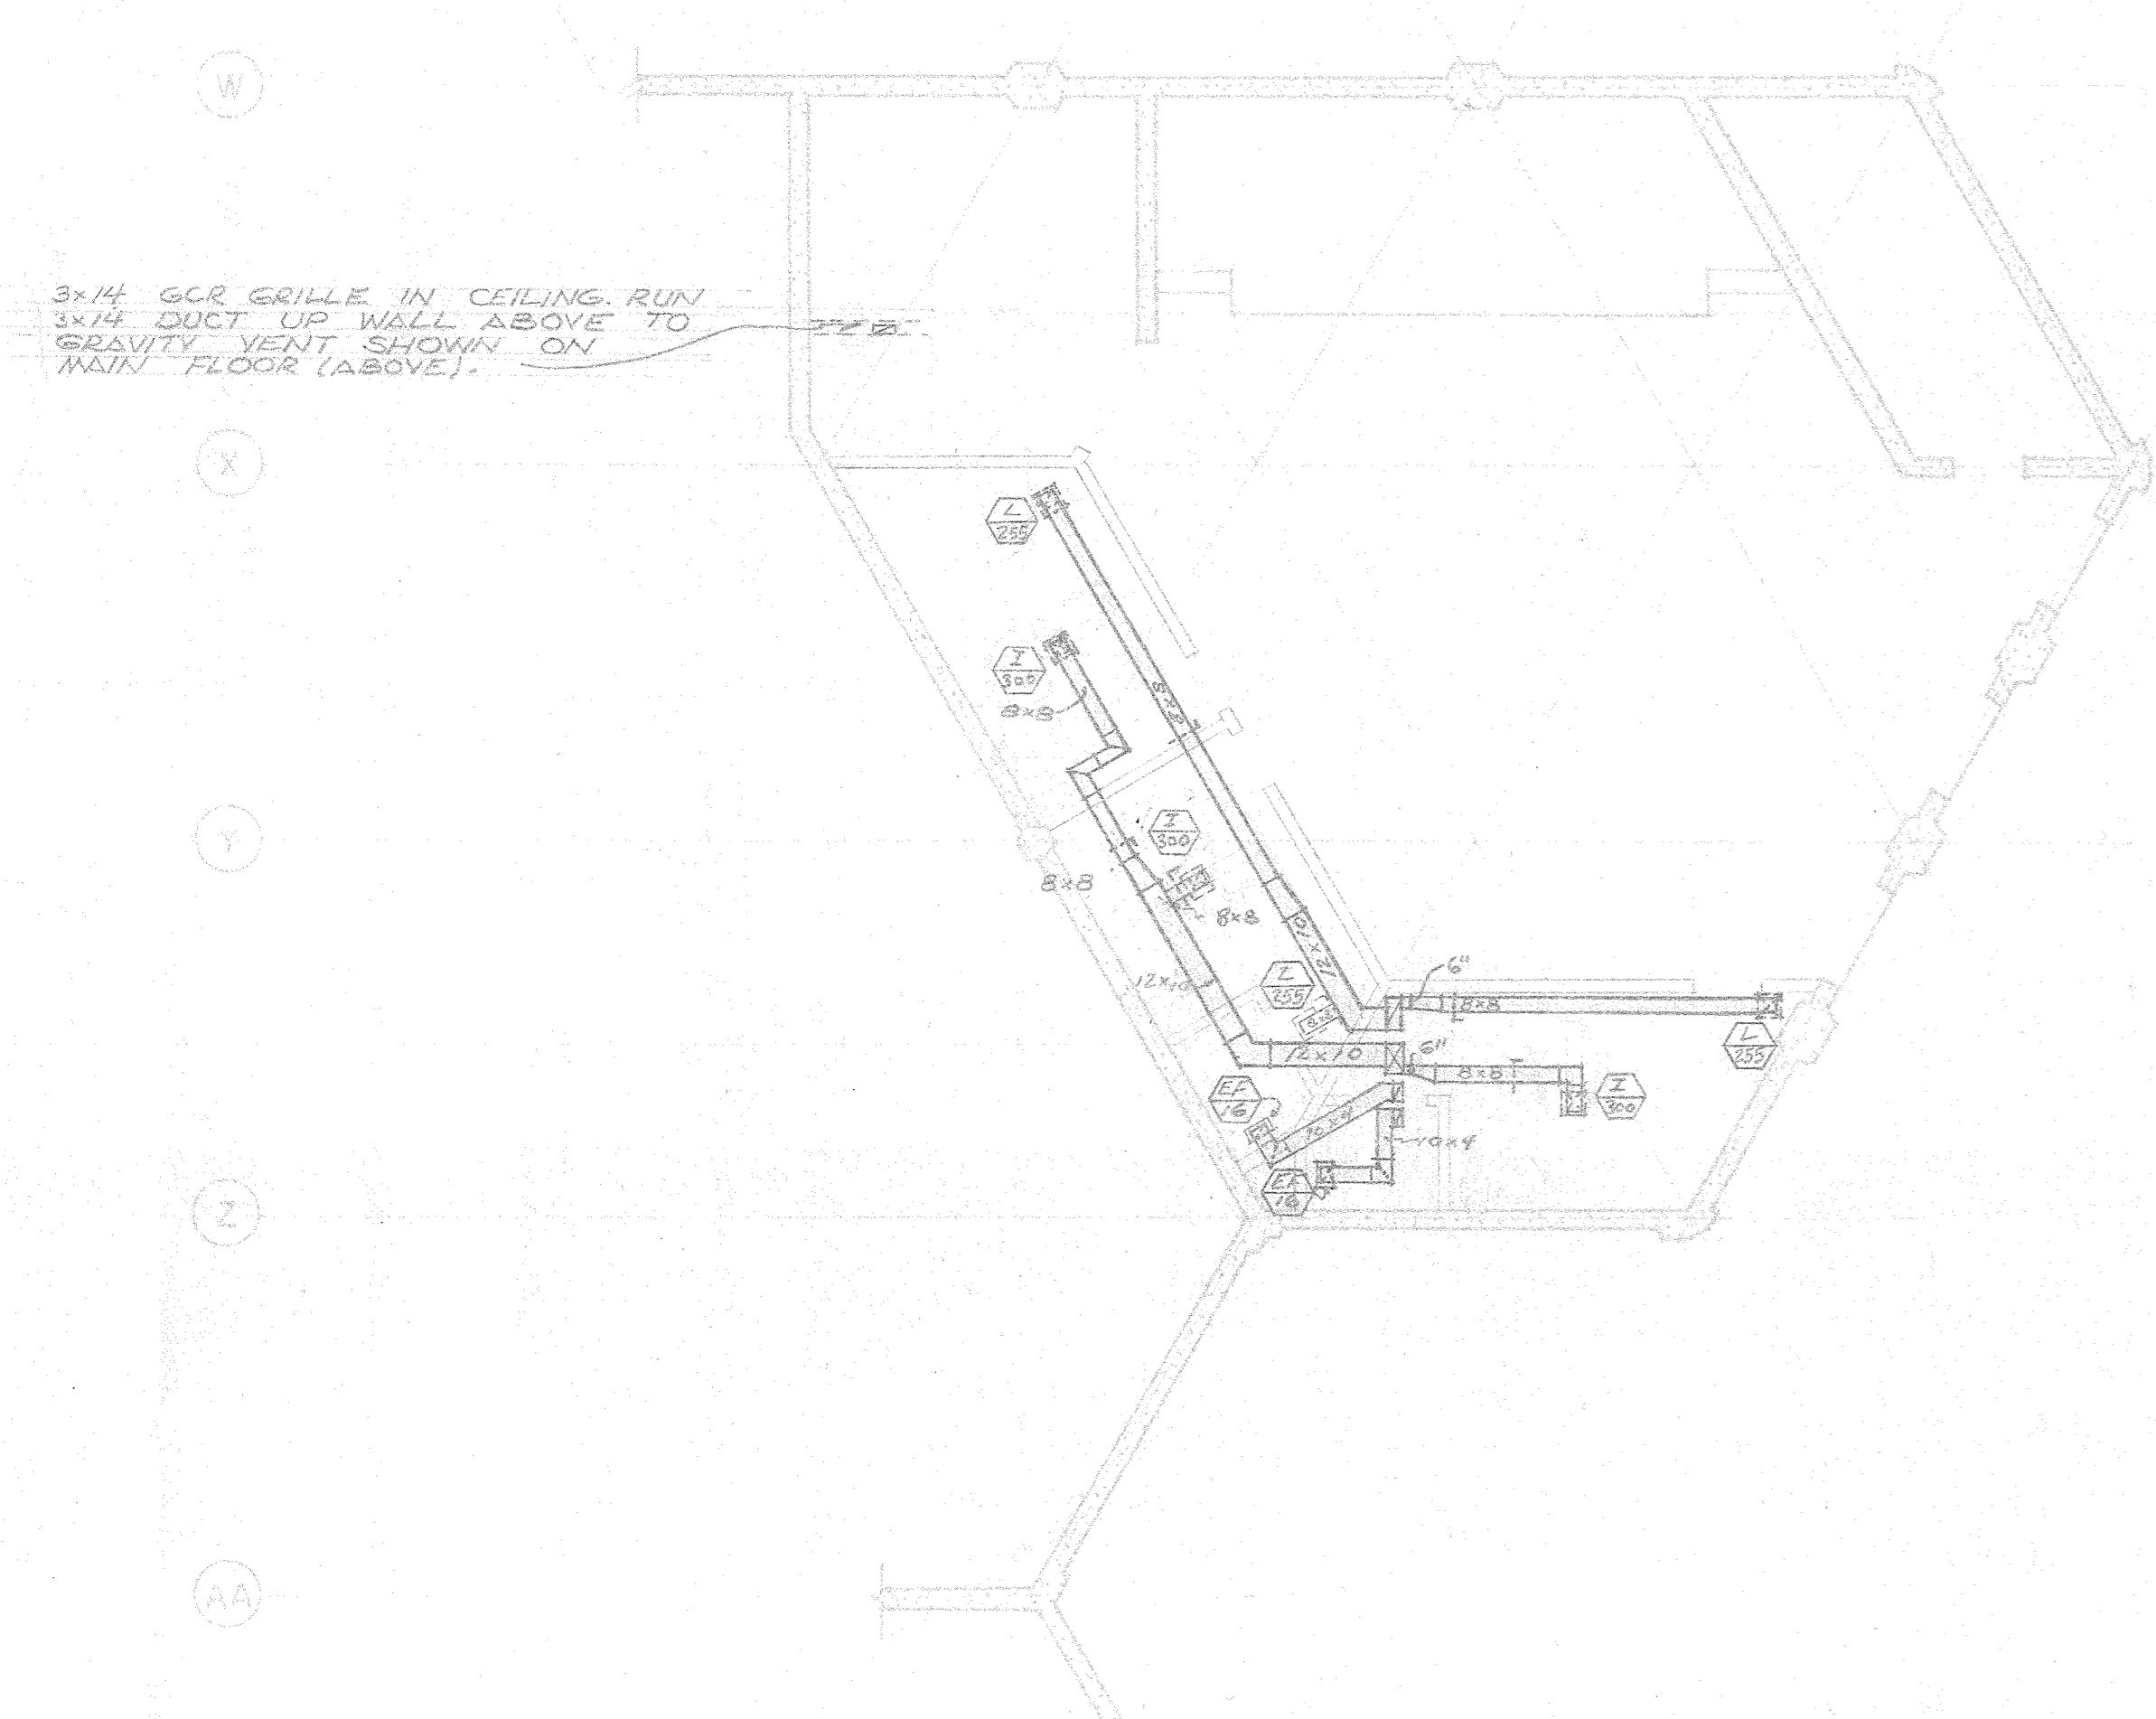 W
3x14 GCR GRILLE IN CEILING. RUN
3x14 DUCT UP WALL ABOVE TO
GRAVITY VENT SHOWN ON
MAIN FLOOR (ABOVE).
X
L
255
I
300
8x8
8x8
Y
I
300
8x8
8x8
12x10
12x10
L
255
8x8
6"
8x8
L
255
12x10
6"
8x8
I
300
EF
16
10x4
10x4
EF
16
Z
AA